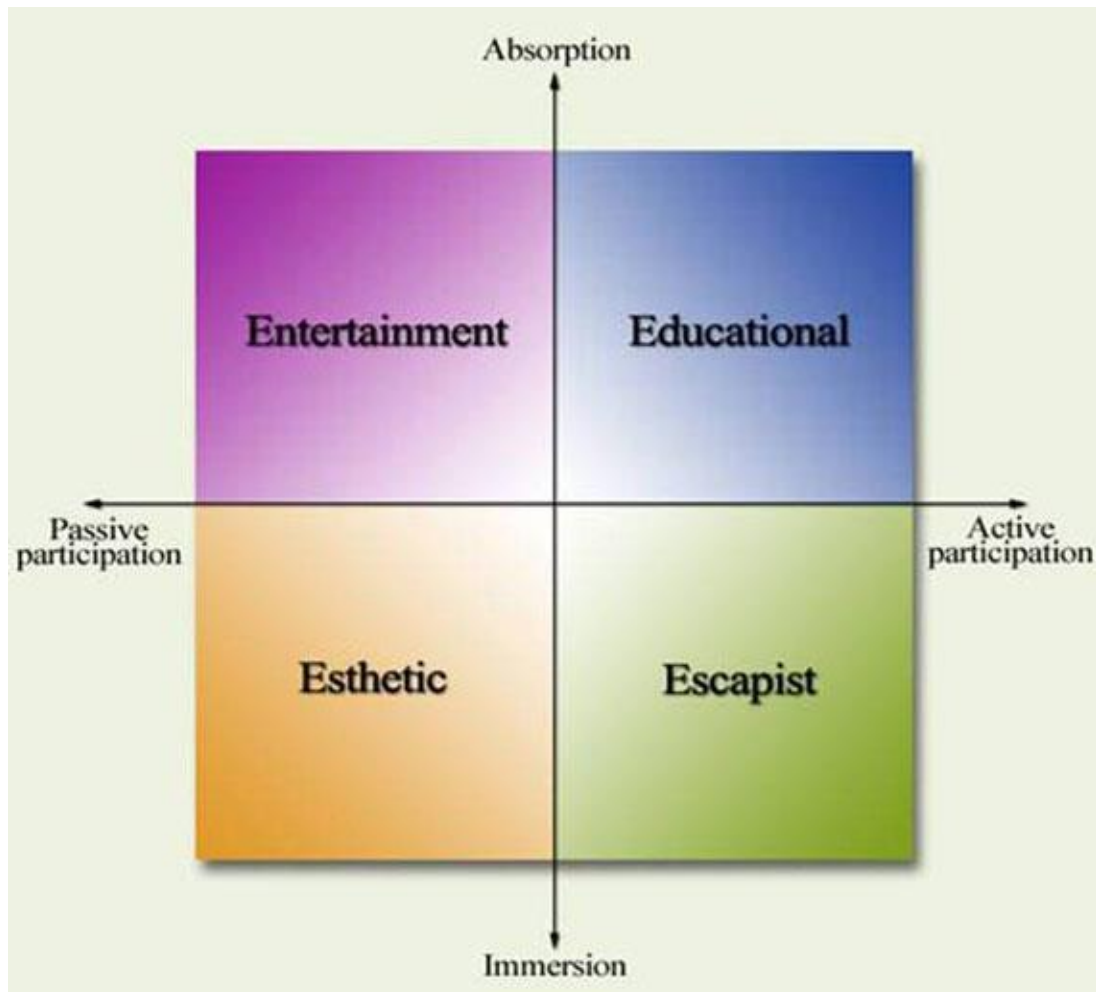 Absorption
Entertainment
Educational
Passive
participation
Active
participation
Esthetic
Escapist
Immersion